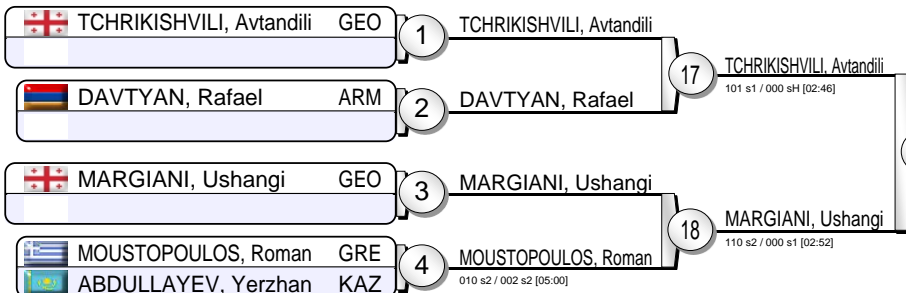 TCHRIKISHVILI, Avtandili GEO
1
TCHRIKISHVILI, Avtandili
17
TCHRIKISHVILI, Avtandili
101 s1 / 000 sH [02:46]
DAVTYAN, Rafael ARM
2
DAVTYAN, Rafael
MARGIANI, Ushangi GEO
3
MARGIANI, Ushangi
18
MARGIANI, Ushangi
110 s2 / 000 s1 [02:52]
MOUSTOPOULOS, Roman GRE
4
MOUSTOPOULOS, Roman
010 s2 / 002 s2 [05:00]
ABDULLAYEV, Yerzhan KAZ